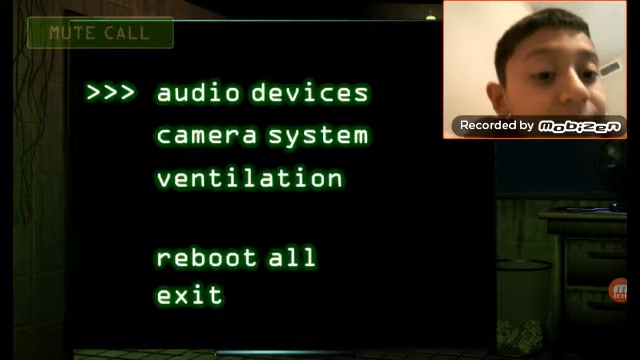 MUTE CALL
>>> audio devices
camera system
ventilation
reboot all
exit
Recorded by mobizen